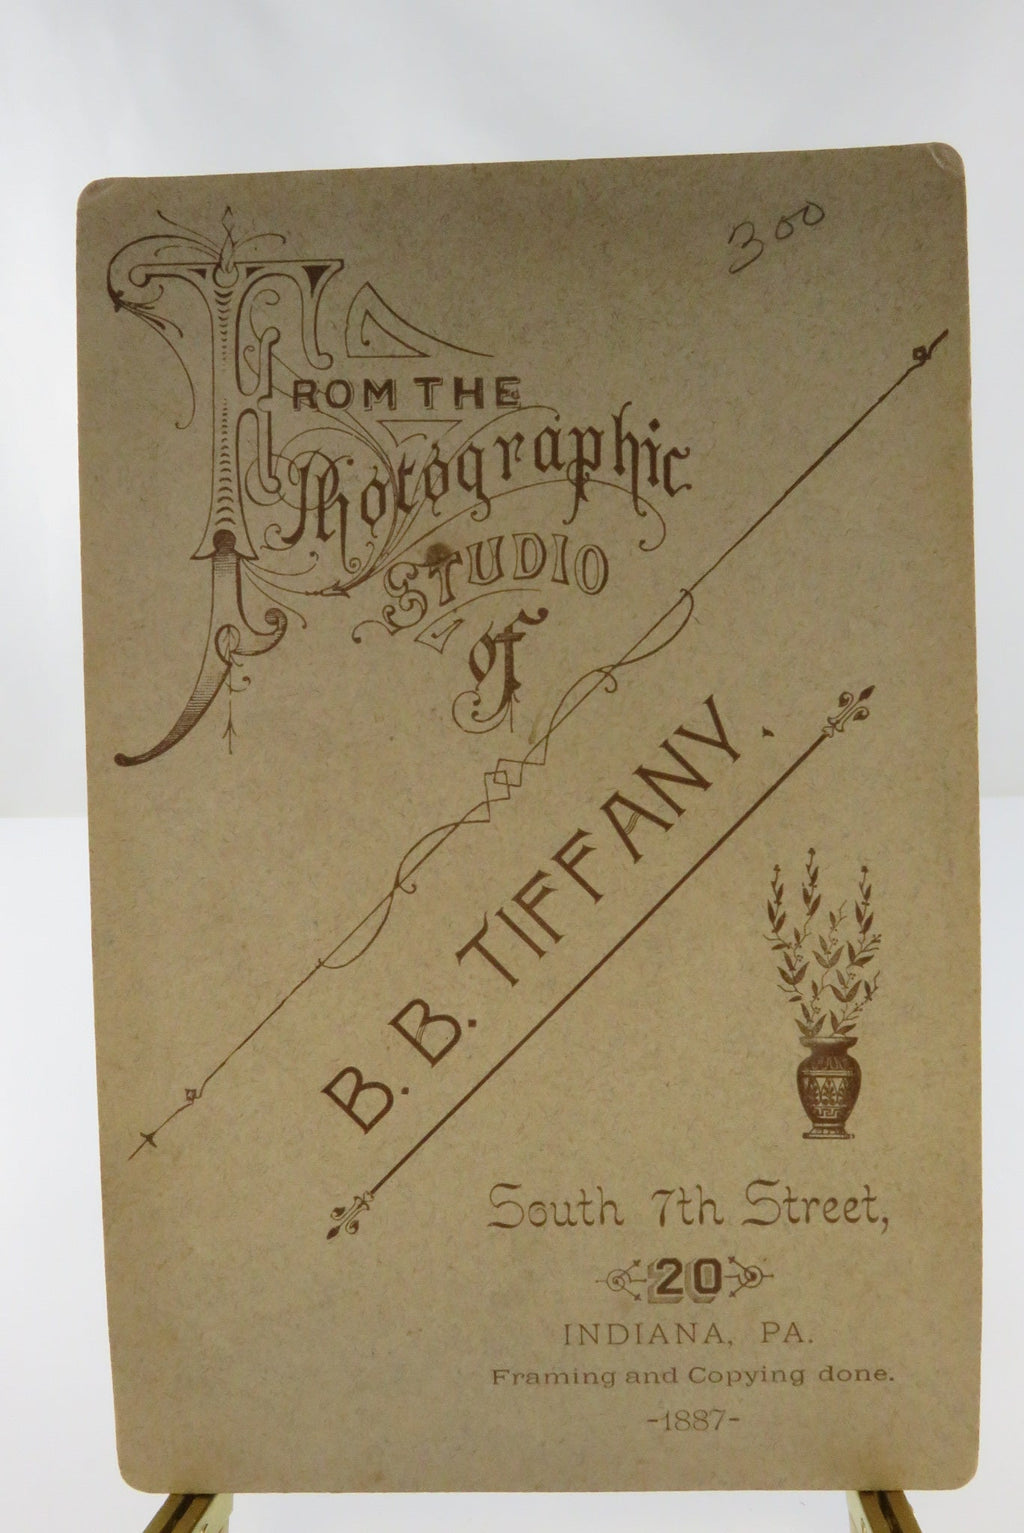 300
FROM THE
Photographic
STUDIO
of
B. B. TIFFANY.
South 7th Street,
20
INDIANA, PA.
Framing and Copying done.
-1887-